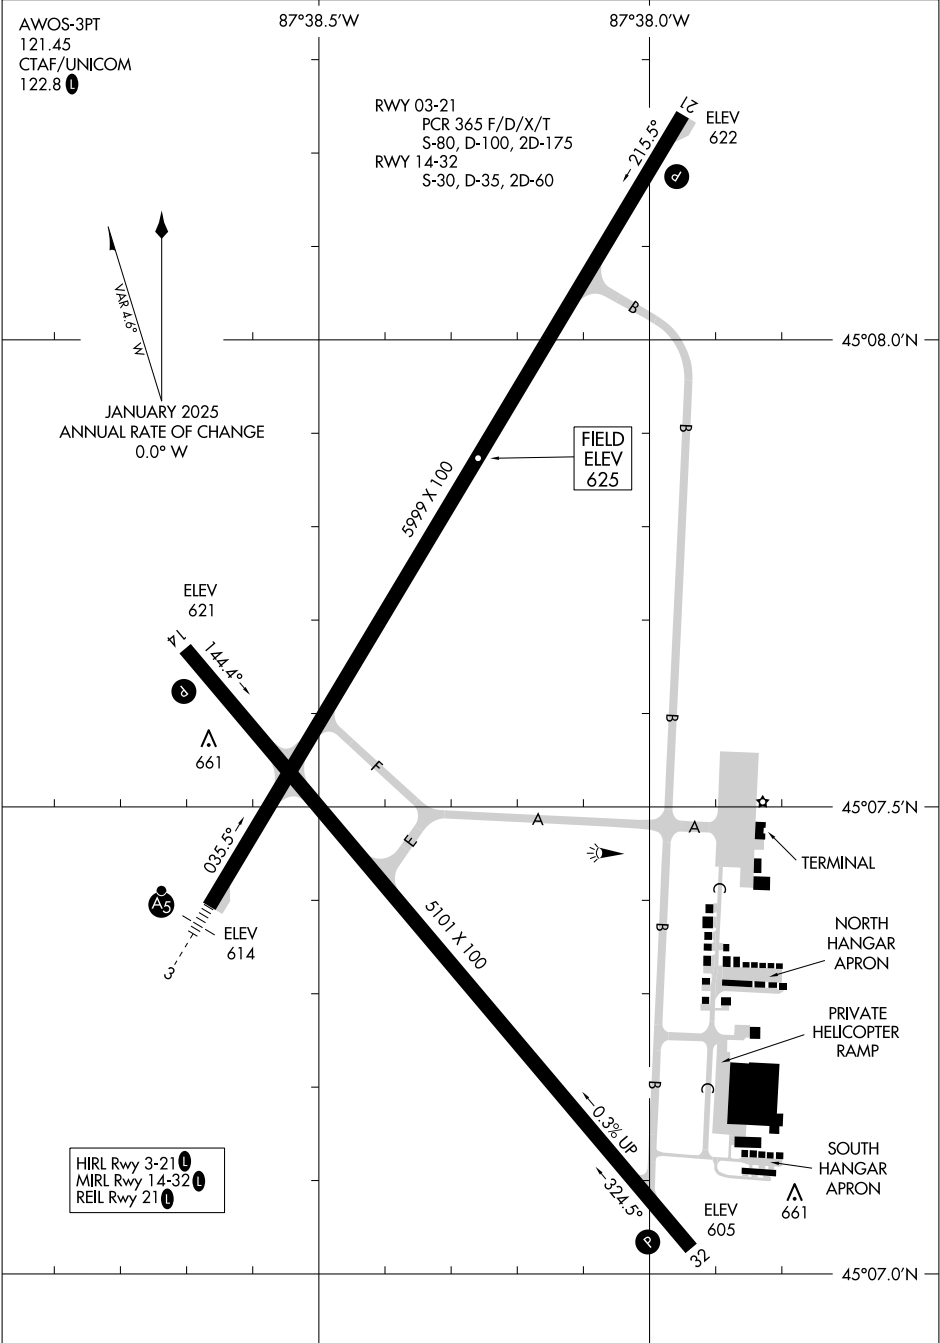 AWOS-3PT
121.45
CTAF/UNICOM
122.8 L
87°38.5'W
87°38.0'W
RWY 03-21
PCR 365 F/D/X/T
S-80, D-100, 2D-175
RWY 14-32
S-30, D-35, 2D-60
21
ELEV
622
215.5°
P
VAR 4.6° W
B
45°08.0'N
JANUARY 2025
ANNUAL RATE OF CHANGE
0.0° W
B
FIELD
ELEV
625
5999 X 100
ELEV
621
14
144.4°
P
661
B
F
45°07.5'N
A
A
E
035.5°
TERMINAL
C
A5
5101 X 100
ELEV
614
3
B
NORTH
HANGAR
APRON
PRIVATE
HELICOPTER
RAMP
B
C
0.3% UP
HIRL Rwy 3-21 L
MIRL Rwy 14-32 L
REIL Rwy 21 L
SOUTH
HANGAR
APRON
324.5°
661
ELEV
605
P
32
45°07.0'N